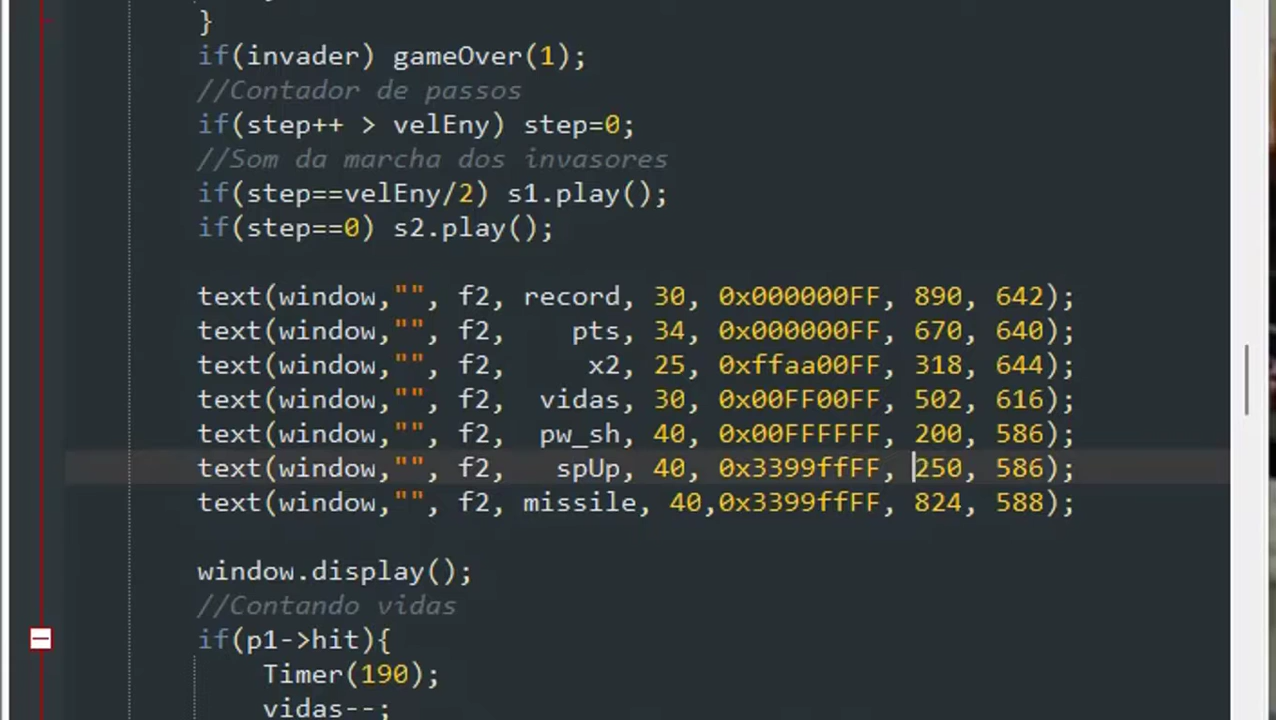 }
if(invader) gameOver(1);
//Contador de passos
if(step++ > velEny) step=0;
//Som da marcha dos invasores
if(step==velEny/2) s1.play();
if(step==0) s2.play();
text(window,"", f2, record, 30, 0x000000FF, 890, 642);
text(window,"", f2, pts, 34, 0x000000FF, 670, 640);
text(window,"", f2, x2, 25, 0xffaa00FF, 318, 644);
text(window,"", f2, vidas, 30, 0x00FF00FF, 502, 616);
text(window,"", f2, pw_sh, 40, 0x00FFFFFF, 200, 586);
text(window,"", f2, spUp, 40, 0x3399ffFF, 250, 586);
text(window,"", f2, missile, 40,0x3399ffFF, 824, 588);
window.display();
//Contando vidas
if(p1->hit){
Timer(190);
vidas--;